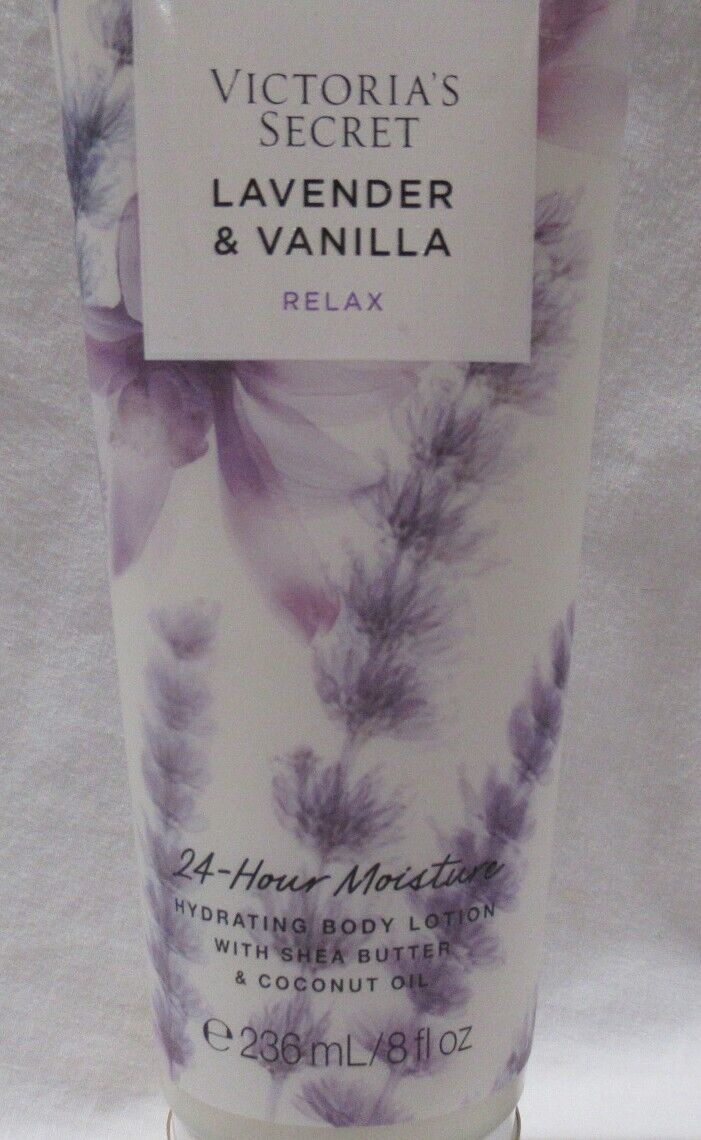 VICTORIA'S
SECRET
LAVENDER
& VANILLA
RELAX
24-Hour Moisture
HYDRATING BODY LOTION
WITH SHEA BUTTER
& COCONUT OIL
℮ 236 mL/8 fl oz